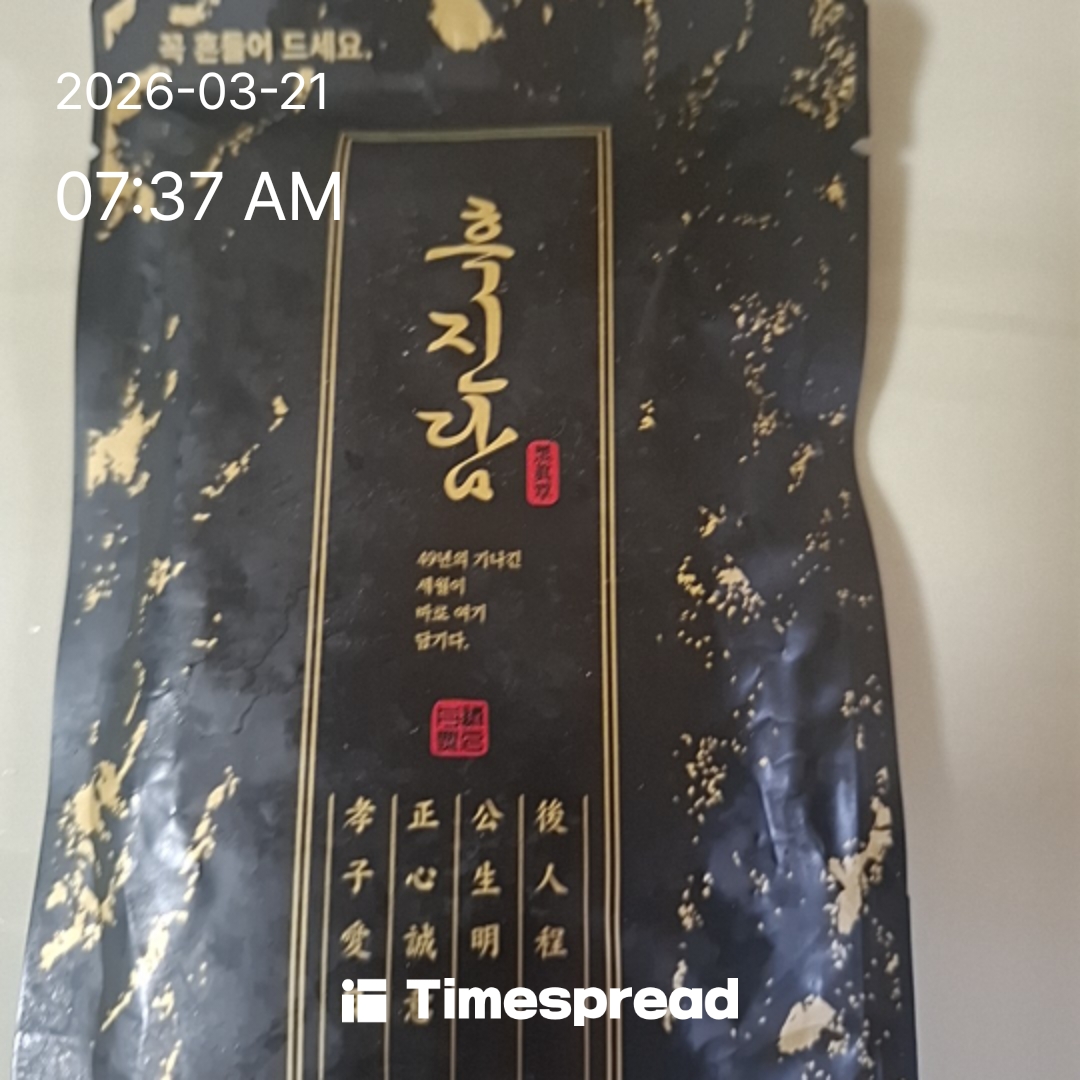 꼭 흔들어 드세요.
2026-03-21
07:37 AM
흑진담
49년의 기나긴
세월이
바로 여기
담기다.
後人程
公生明
正心誠
孝子愛
Timespread